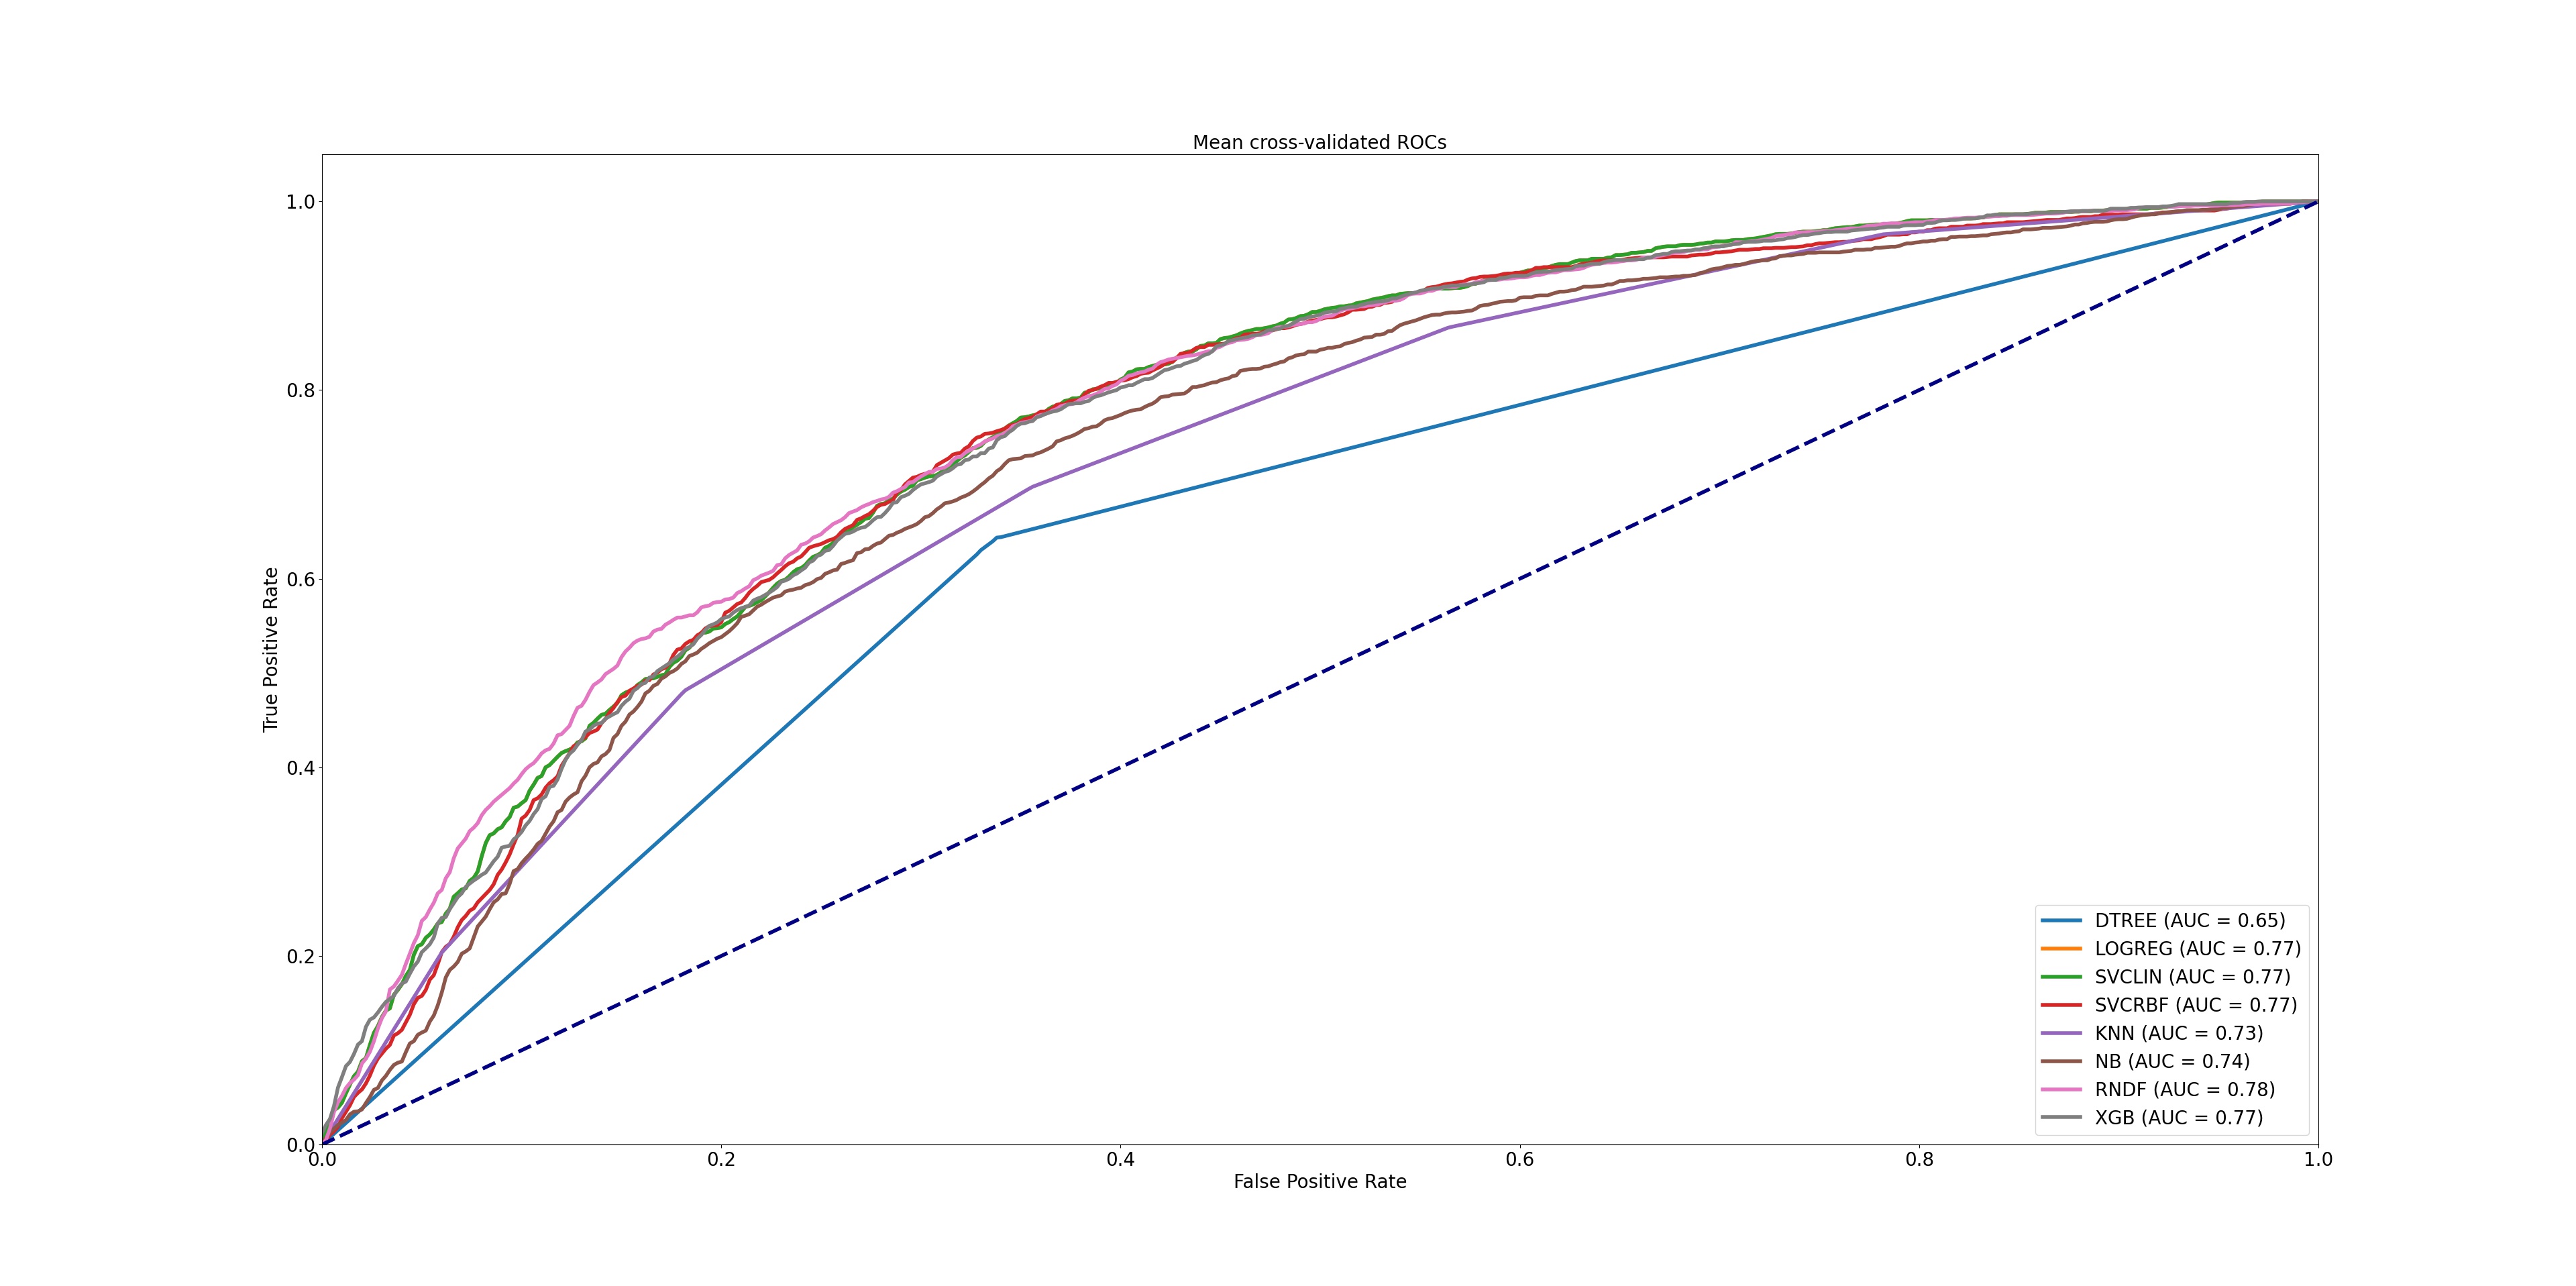 Mean cross-validated ROCs
1.0
0.8
0.6
0.4
0.2
0.0
True Positive Rate
0.0 0.2 0.4 0.6 0.8 1.0
False Positive Rate
DTREE (AUC = 0.65)
LOGREG (AUC = 0.77)
SVCLIN (AUC = 0.77)
SVCRBF (AUC = 0.77)
KNN (AUC = 0.73)
NB (AUC = 0.74)
RNDF (AUC = 0.78)
XGB (AUC = 0.77)